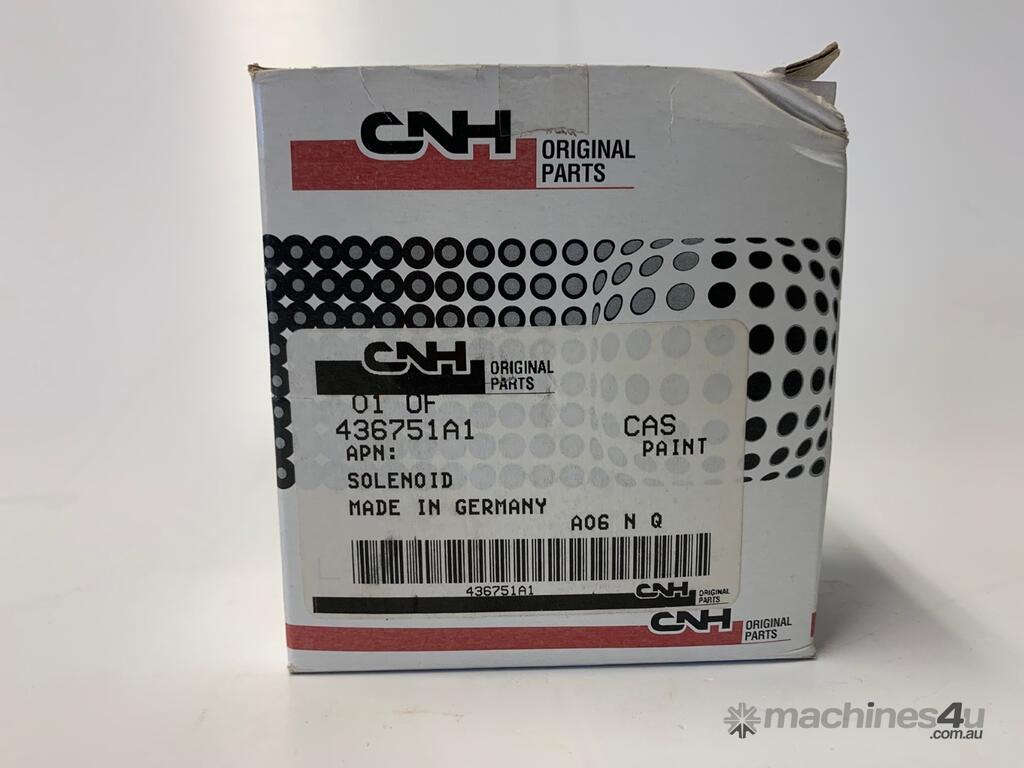 CNH
ORIGINAL
PARTS
CNH
ORIGINAL
PARTS
01 OF
436751A1
CAS
APN:
PAINT
SOLENOID
MADE IN GERMANY
A06 N Q
436751A1
CNH
ORIGINAL
PARTS
CNH
ORIGINAL
PARTS
machines4u
.com.au